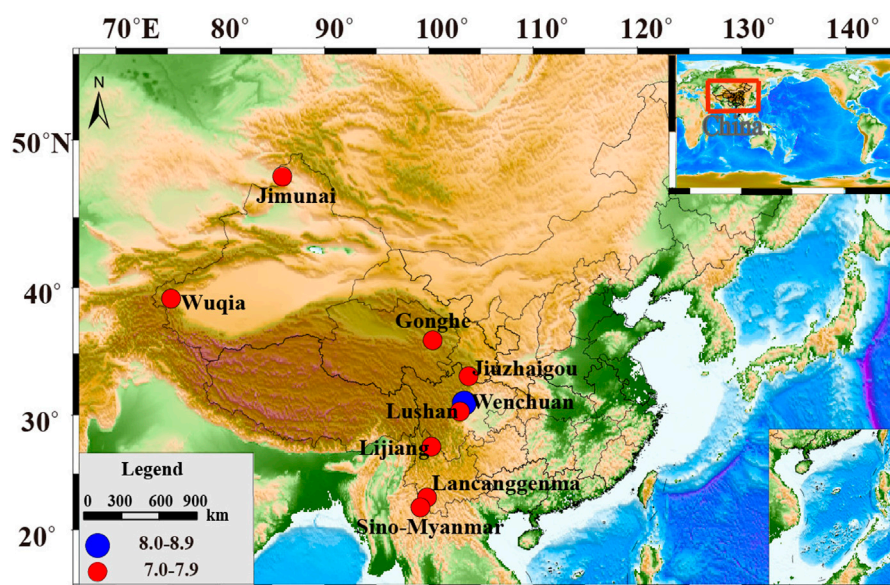 70°E 80° 90° 100° 110° 120° 130° 140°
N
China
50°N
Jimunai
40°
Wuqia
Gonghe
Jiuzhaigou
Wenchuan
30°
Lushan
Lijiang
Legend
Lancanggenma
0 300 600 900
km
Sino-Myanmar
20°
8.0-8.9
7.0-7.9